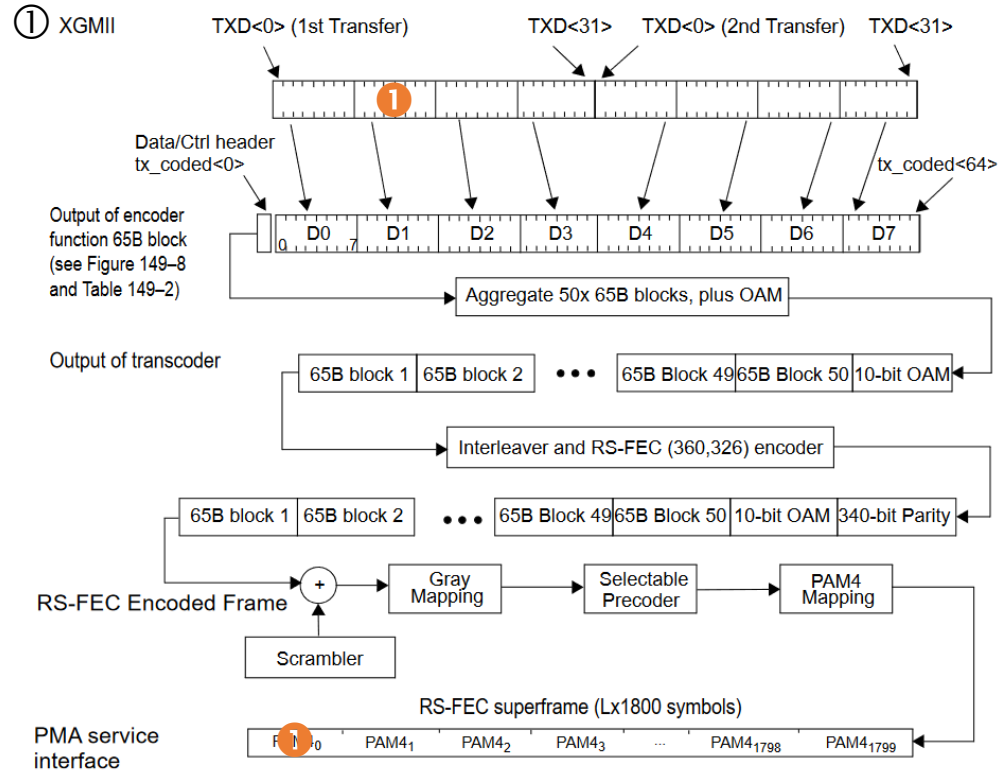 ① XGMII
TXD<0> (1st Transfer)
TXD<31>
TXD<0> (2nd Transfer)
TXD<31>
1
Data/Ctrl header
tx_coded<0>
tx_coded<64>
Output of encoder
function 65B block
(see Figure 149–8
and Table 149–2)
0 D0 7 D1 D2 D3 D4 D5 D6 D7
Aggregate 50x 65B blocks, plus OAM
Output of transcoder
65B block 1 65B block 2 ••• 65B Block 49 65B Block 50 10-bit OAM
Interleaver and RS-FEC (360,326) encoder
65B block 1 65B block 2 ••• 65B Block 49 65B Block 50 10-bit OAM 340-bit Parity
RS-FEC Encoded Frame
+
Gray
Mapping
Selectable
Precoder
PAM4
Mapping
Scrambler
RS-FEC superframe (Lx1800 symbols)
PMA service
interface
1 PAM4₁ PAM4₂ PAM4₃ ... PAM4₁₇₉₈ PAM4₁₇₉₉